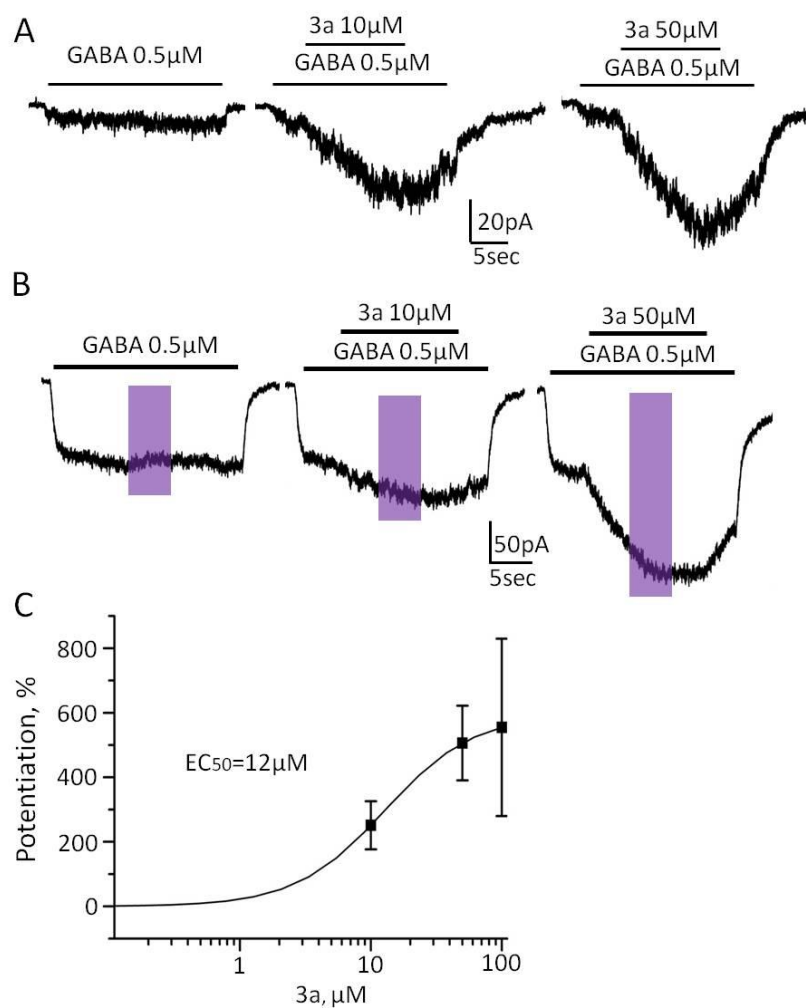 A
GABA 0.5µM
3a 10µM
GABA 0.5µM
3a 50µM
GABA 0.5µM
20pA
5sec
B
GABA 0.5µM
3a 10µM
GABA 0.5µM
3a 50µM
GABA 0.5µM
50pA
5sec
C
Potentiation, %
800
600
400
200
0
EC50=12µM
1
10
100
3a, µM